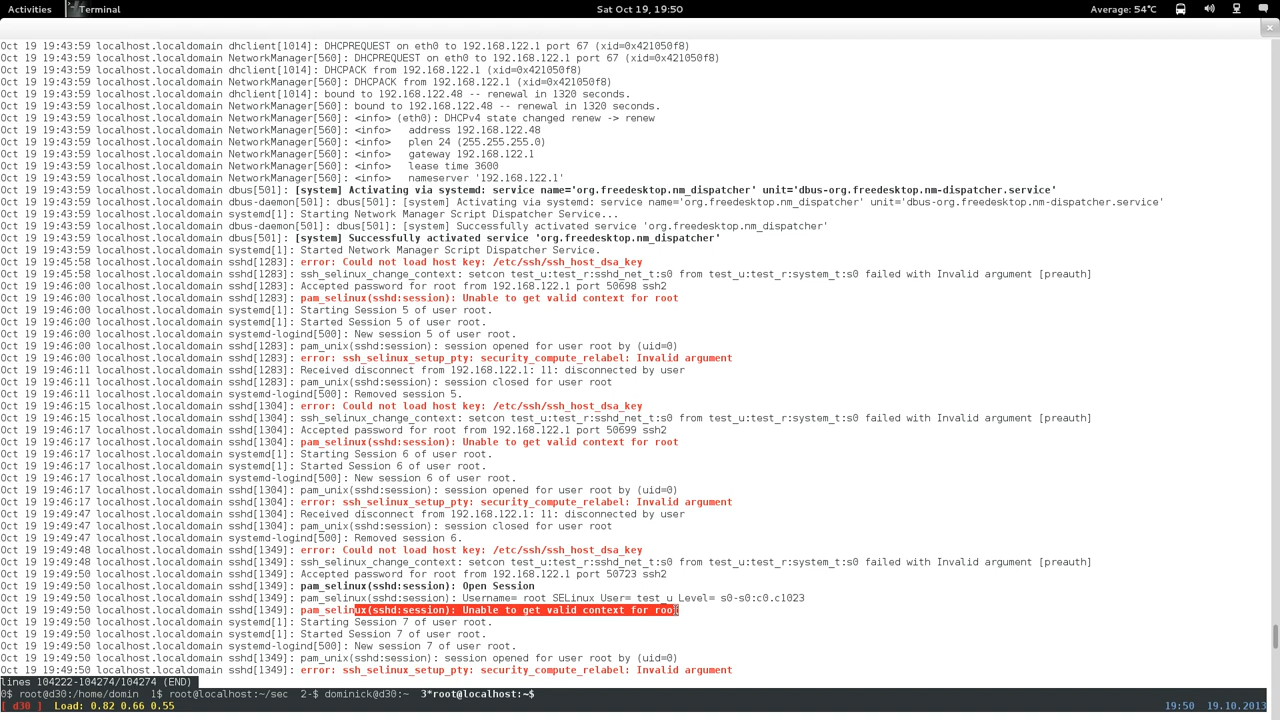 Activities Terminal Sat Oct 19, 19:50 Average: 54°C
Oct 19 19:43:59 localhost.localdomain dhclient[1014]: DHCPREQUEST on eth0 to 192.168.122.1 port 67 (xid=0x421050f8)
Oct 19 19:43:59 localhost.localdomain NetworkManager[560]: DHCPREQUEST on eth0 to 192.168.122.1 port 67 (xid=0x421050f8)
Oct 19 19:43:59 localhost.localdomain dhclient[1014]: DHCPACK from 192.168.122.1 (xid=0x421050f8)
Oct 19 19:43:59 localhost.localdomain NetworkManager[560]: DHCPACK from 192.168.122.1 (xid=0x421050f8)
Oct 19 19:43:59 localhost.localdomain dhclient[1014]: bound to 192.168.122.48 -- renewal in 1320 seconds.
Oct 19 19:43:59 localhost.localdomain NetworkManager[560]: bound to 192.168.122.48 -- renewal in 1320 seconds.
Oct 19 19:43:59 localhost.localdomain NetworkManager[560]: <info> (eth0): DHCPv4 state changed renew -> renew
Oct 19 19:43:59 localhost.localdomain NetworkManager[560]: <info>   address 192.168.122.48
Oct 19 19:43:59 localhost.localdomain NetworkManager[560]: <info>   plen 24 (255.255.255.0)
Oct 19 19:43:59 localhost.localdomain NetworkManager[560]: <info>   gateway 192.168.122.1
Oct 19 19:43:59 localhost.localdomain NetworkManager[560]: <info>   lease time 3600
Oct 19 19:43:59 localhost.localdomain NetworkManager[560]: <info>   nameserver '192.168.122.1'
Oct 19 19:43:59 localhost.localdomain dbus[501]: [system] Activating via systemd: service name='org.freedesktop.nm_dispatcher' unit='dbus-org.freedesktop.nm-dispatcher.service'
Oct 19 19:43:59 localhost.localdomain dbus-daemon[501]: dbus[501]: [system] Activating via systemd: service name='org.freedesktop.nm_dispatcher' unit='dbus-org.freedesktop.nm-dispatcher.service'
Oct 19 19:43:59 localhost.localdomain systemd[1]: Starting Network Manager Script Dispatcher Service...
Oct 19 19:43:59 localhost.localdomain dbus-daemon[501]: dbus[501]: [system] Successfully activated service 'org.freedesktop.nm_dispatcher'
Oct 19 19:43:59 localhost.localdomain dbus[501]: [system] Successfully activated service 'org.freedesktop.nm_dispatcher'
Oct 19 19:43:59 localhost.localdomain systemd[1]: Started Network Manager Script Dispatcher Service.
Oct 19 19:45:58 localhost.localdomain sshd[1283]: error: Could not load host key: /etc/ssh/ssh_host_dsa_key
Oct 19 19:45:58 localhost.localdomain sshd[1283]: ssh_selinux_change_context: setcon test_u:test_r:sshd_net_t:s0 from test_u:test_r:system_t:s0 failed with Invalid argument [preauth]
Oct 19 19:46:00 localhost.localdomain sshd[1283]: Accepted password for root from 192.168.122.1 port 50698 ssh2
Oct 19 19:46:00 localhost.localdomain sshd[1283]: pam_selinux(sshd:session): Unable to get valid context for root
Oct 19 19:46:00 localhost.localdomain systemd[1]: Starting Session 5 of user root.
Oct 19 19:46:00 localhost.localdomain systemd[1]: Started Session 5 of user root.
Oct 19 19:46:00 localhost.localdomain systemd-logind[500]: New session 5 of user root.
Oct 19 19:46:00 localhost.localdomain sshd[1283]: pam_unix(sshd:session): session opened for user root by (uid=0)
Oct 19 19:46:00 localhost.localdomain sshd[1283]: error: ssh_selinux_setup_pty: security_compute_relabel: Invalid argument
Oct 19 19:46:11 localhost.localdomain sshd[1283]: Received disconnect from 192.168.122.1: 11: disconnected by user
Oct 19 19:46:11 localhost.localdomain sshd[1283]: pam_unix(sshd:session): session closed for user root
Oct 19 19:46:11 localhost.localdomain systemd-logind[500]: Removed session 5.
Oct 19 19:46:15 localhost.localdomain sshd[1304]: error: Could not load host key: /etc/ssh/ssh_host_dsa_key
Oct 19 19:46:15 localhost.localdomain sshd[1304]: ssh_selinux_change_context: setcon test_u:test_r:sshd_net_t:s0 from test_u:test_r:system_t:s0 failed with Invalid argument [preauth]
Oct 19 19:46:17 localhost.localdomain sshd[1304]: Accepted password for root from 192.168.122.1 port 50699 ssh2
Oct 19 19:46:17 localhost.localdomain sshd[1304]: pam_selinux(sshd:session): Unable to get valid context for root
Oct 19 19:46:17 localhost.localdomain systemd[1]: Starting Session 6 of user root.
Oct 19 19:46:17 localhost.localdomain systemd[1]: Started Session 6 of user root.
Oct 19 19:46:17 localhost.localdomain systemd-logind[500]: New session 6 of user root.
Oct 19 19:46:17 localhost.localdomain sshd[1304]: pam_unix(sshd:session): session opened for user root by (uid=0)
Oct 19 19:46:17 localhost.localdomain sshd[1304]: error: ssh_selinux_setup_pty: security_compute_relabel: Invalid argument
Oct 19 19:49:47 localhost.localdomain sshd[1304]: Received disconnect from 192.168.122.1: 11: disconnected by user
Oct 19 19:49:47 localhost.localdomain sshd[1304]: pam_unix(sshd:session): session closed for user root
Oct 19 19:49:47 localhost.localdomain systemd-logind[500]: Removed session 6.
Oct 19 19:49:48 localhost.localdomain sshd[1349]: error: Could not load host key: /etc/ssh/ssh_host_dsa_key
Oct 19 19:49:48 localhost.localdomain sshd[1349]: ssh_selinux_change_context: setcon test_u:test_r:sshd_net_t:s0 from test_u:test_r:system_t:s0 failed with Invalid argument [preauth]
Oct 19 19:49:50 localhost.localdomain sshd[1349]: Accepted password for root from 192.168.122.1 port 50723 ssh2
Oct 19 19:49:50 localhost.localdomain sshd[1349]: pam_selinux(sshd:session): Open Session
Oct 19 19:49:50 localhost.localdomain sshd[1349]: pam_selinux(sshd:session): Username= root SELinux User= test_u Level= s0-s0:c0.c1023
Oct 19 19:49:50 localhost.localdomain sshd[1349]: pam_selinux(sshd:session): Unable to get valid context for root
Oct 19 19:49:50 localhost.localdomain systemd[1]: Starting Session 7 of user root.
Oct 19 19:49:50 localhost.localdomain systemd[1]: Started Session 7 of user root.
Oct 19 19:49:50 localhost.localdomain systemd-logind[500]: New session 7 of user root.
Oct 19 19:49:50 localhost.localdomain sshd[1349]: pam_unix(sshd:session): session opened for user root by (uid=0)
Oct 19 19:49:50 localhost.localdomain sshd[1349]: error: ssh_selinux_setup_pty: security_compute_relabel: Invalid argument
lines 104222-104274/104274 (END)
0$ root@d30:/home/domin  1$ root@localhost:~/sec  2-$ dominick@d30:~  3*root@localhost:~$
[ d30 ] Load: 0.82 0.66 0.55 19:50 19.10.2013